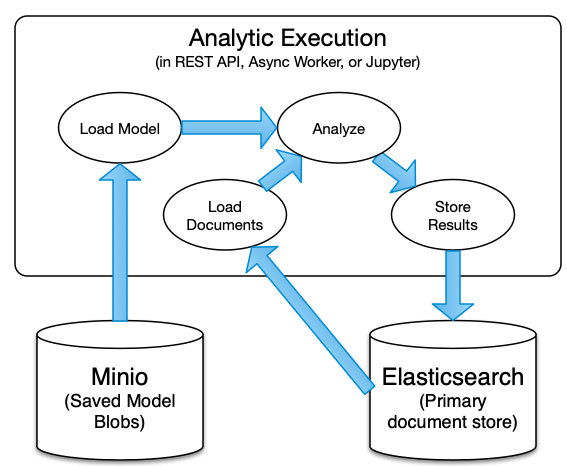 Analytic Execution
(in REST API, Async Worker, or Jupyter)
Load Model
Analyze
Load
Documents
Store
Results
Minio
(Saved Model
Blobs)
Elasticsearch
(Primary
document store)